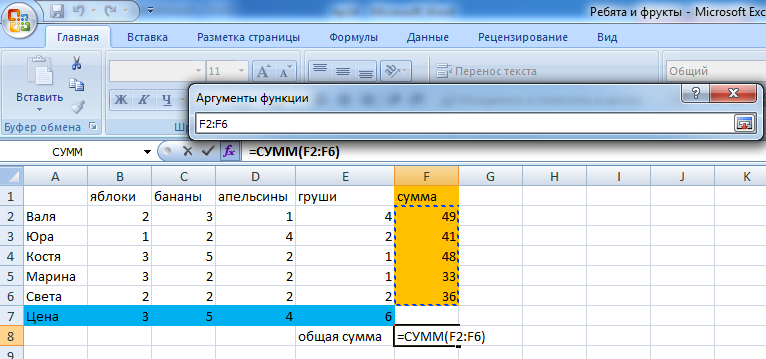 Ребята и фрукты - Microsoft Exc
Главная Вставка Разметка страницы Формулы Данные Рецензирование Вид
Вставить
Буфер обмена
11 А А
Ж К
Перенос текста
Общий
Аргументы функции
F2:F6
СУММ =СУММ(F2:F6)
A B C D E F G H I J K
1 яблоки бананы апельсины груши сумма
2 Валя 2 3 1 4 49
3 Юра 1 2 4 2 41
4 Костя 3 5 2 1 48
5 Марина 3 2 2 1 33
6 Света 2 2 2 2 36
7 Цена 3 5 4 6
8 общая сумма =СУММ(F2:F6)
9